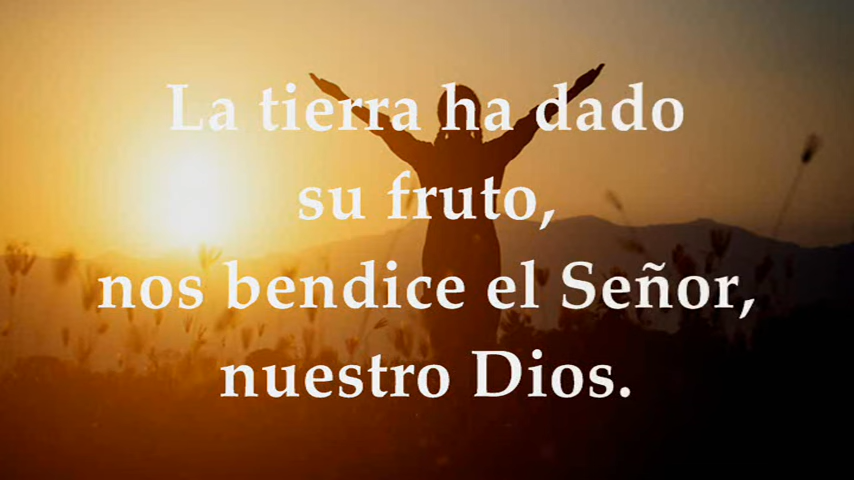 La tierra ha dado
su fruto,
nos bendice el Señor,
nuestro Dios.